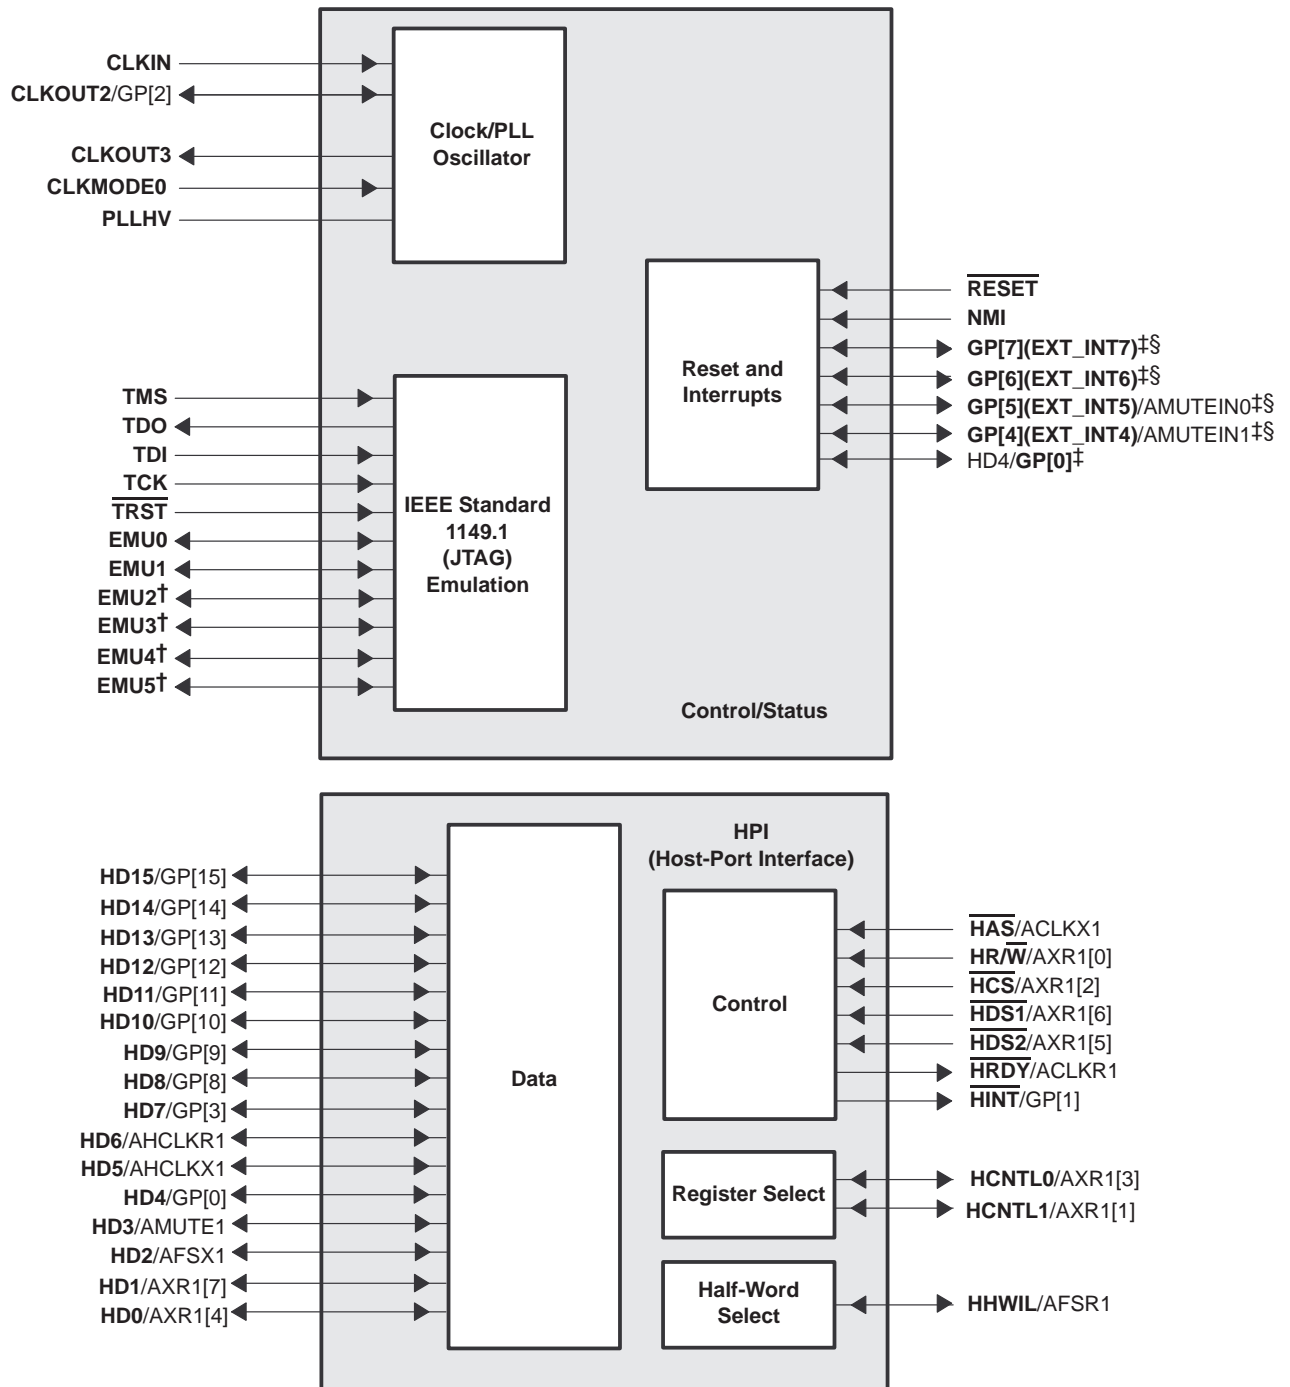 CLKIN
CLKOUT2/GP[2]
CLKOUT3
CLKMODE0
PLLHV
Clock/PLL
Oscillator
RESET
NMI
GP[7](EXT_INT7)‡§
GP[6](EXT_INT6)‡§
GP[5](EXT_INT5)/AMUTEIN0‡§
GP[4](EXT_INT4)/AMUTEIN1‡§
HD4/GP[0]‡
Reset and
Interrupts
TMS
TDO
TDI
TCK
TRST
EMU0
EMU1
EMU2†
EMU3†
EMU4†
EMU5†
IEEE Standard
1149.1
(JTAG)
Emulation
Control/Status
HPI
(Host-Port Interface)
HD15/GP[15]
HD14/GP[14]
HD13/GP[13]
HD12/GP[12]
HD11/GP[11]
HD10/GP[10]
HD9/GP[9]
HD8/GP[8]
HD7/GP[3]
HD6/AHCLKR1
HD5/AHCLKX1
HD4/GP[0]
HD3/AMUTE1
HD2/AFSX1
HD1/AXR1[7]
HD0/AXR1[4]
Data
Control
HAS/ACLKX1
HR/W/AXR1[0]
HCS/AXR1[2]
HDS1/AXR1[6]
HDS2/AXR1[5]
HRDY/ACLKR1
HINT/GP[1]
Register Select
HCNTL0/AXR1[3]
HCNTL1/AXR1[1]
Half-Word
Select
HHWIL/AFSR1